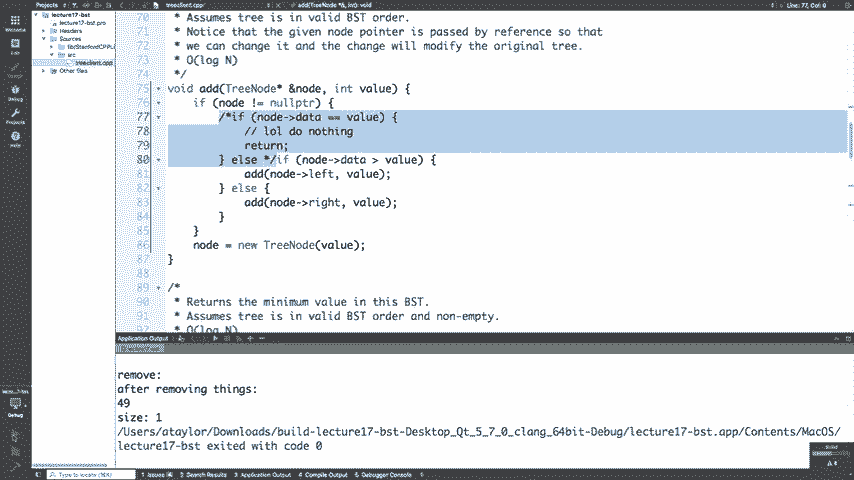 Projects
treeclient.cpp
add(TreeNode *&, int): void
Line: 77, Col: 9
Welcome
Edit
Design
Debug
Projects
Help
lecture17-bst
lecture17-bst.pro
Headers
Sources
libStanfordCPPLi
src
treeclient.cpp
Other files
70 * Assumes tree is in valid BST order.
71 * Notice that the given node pointer is passed by reference so that
72 * we can change it and the change will modify the original tree.
73 * O(log N)
74 */
75 void add(TreeNode* &node, int value) {
76 if (node != nullptr) {
77 /*if (node->data == value) {
78 // lol do nothing
79 return;
80 } else */if (node->data > value) {
81 add(node->left, value);
82 } else {
83 add(node->right, value);
84 }
85 }
86 node = new TreeNode(value);
87 }
88
89 /*
90 * Returns the minimum value in this BST.
91 * Assumes tree is in valid BST order and non-empty.
92 * O(log N)
Application Output
remove:
after removing things:
49
size: 1
/Users/ataylor/Downloads/build-lecture17-bst-Desktop_Qt_5_7_0_clang_64bit-Debug/lecture17-bst.app/Contents/MacOS/
lecture17-bst exited with code 0
Debug
Type to locate (⌘K)
1 Issues
2 Search Results
3 Application Output
4 Compile Output
5 Debugger Console